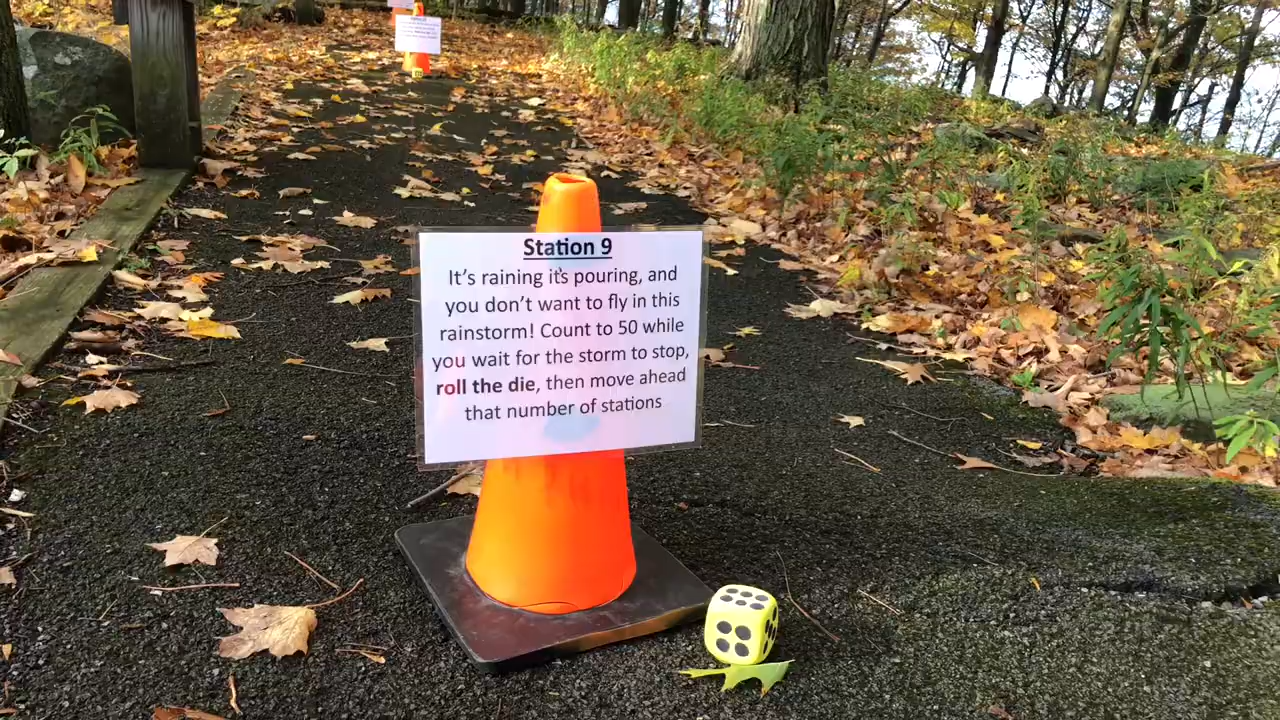 Station 9
It's raining it's pouring, and
you don't want to fly in this
rainstorm! Count to 50 while
you wait for the storm to stop,
roll the die, then move ahead
that number of stations